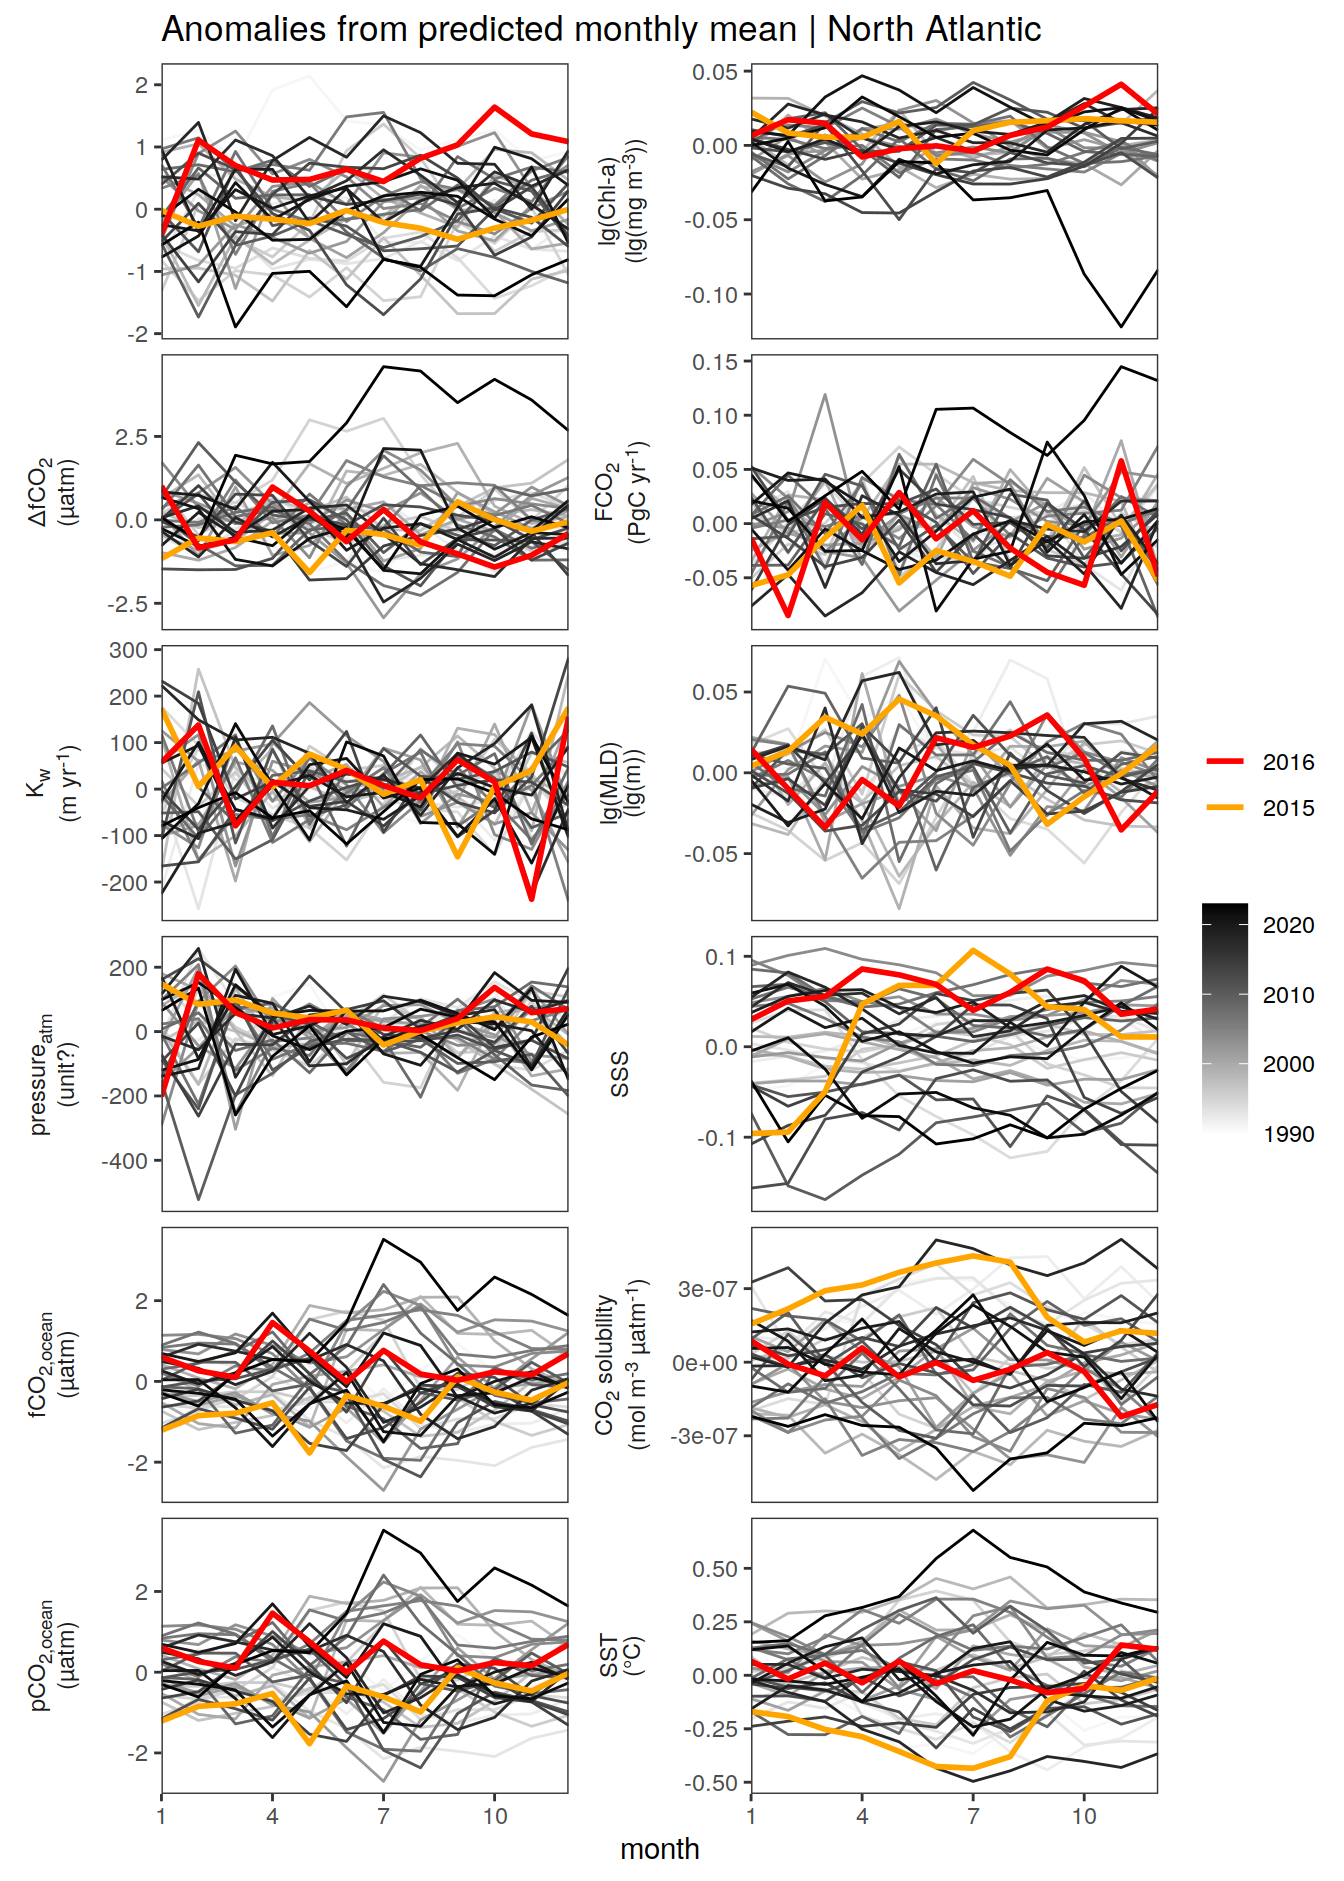 Anomalies from predicted monthly mean | North Atlantic
2
1
0
-1
-2
lg(Chl-a)
(lg(mg m-3))
0.05
0.00
-0.05
-0.10
ΔfCO2
(µatm)
2.5
0.0
-2.5
FCO2
(PgC yr-1)
0.15
0.10
0.05
0.00
-0.05
Kw
(m yr-1)
300
200
100
0
-100
-200
lg(MLD)
(lg(m))
0.05
0.00
-0.05
pressureatm
(unit?)
200
0
-200
-400
SSS
0.1
0.0
-0.1
fCO2,ocean
(µatm)
2
0
-2
CO2 solubility
(mol m-3 µatm-1)
3e-07
0e+00
-3e-07
pCO2,ocean
(µatm)
2
0
-2
SST
(°C)
0.50
0.25
0.00
-0.25
-0.50
1 4 7 10
1 4 7 10
month
2016
2015
2020
2010
2000
1990